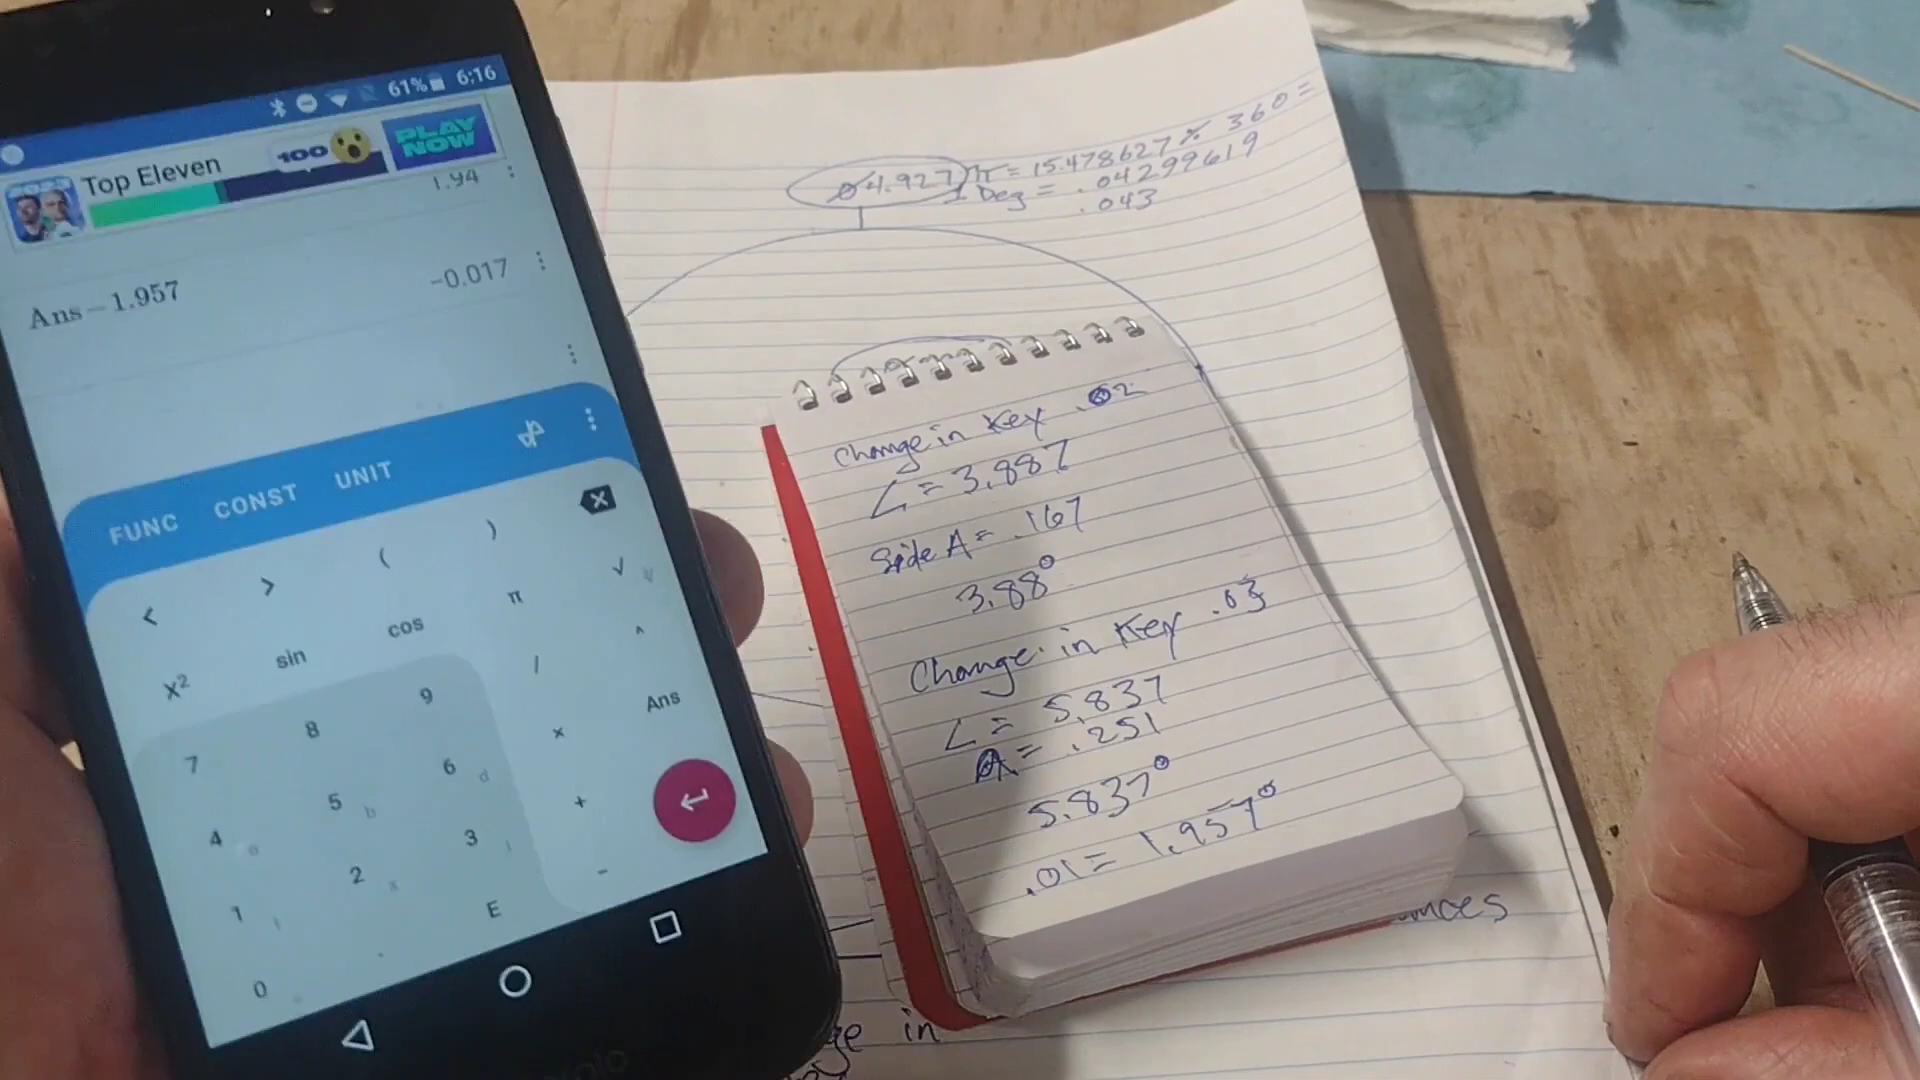 61% 6:16
Top Eleven
100
PLAY NOW
1.94
Ans − 1.957
−0.017
FUNC CONST UNIT
< > ( )
X² sin cos π √
7 8 9 / ^
4 5 6 × Ans
1 2 3 +
0 . E −
ø4.927 π = 15.478627 % 360 =
1 Deg = .04299619
.043
Change in Key .02
∠ = 3.887
Side A = .167
3.88°
Change in Key .03
∠ = 5.837
A = .251
5.837°
.01 = 1.957°
in